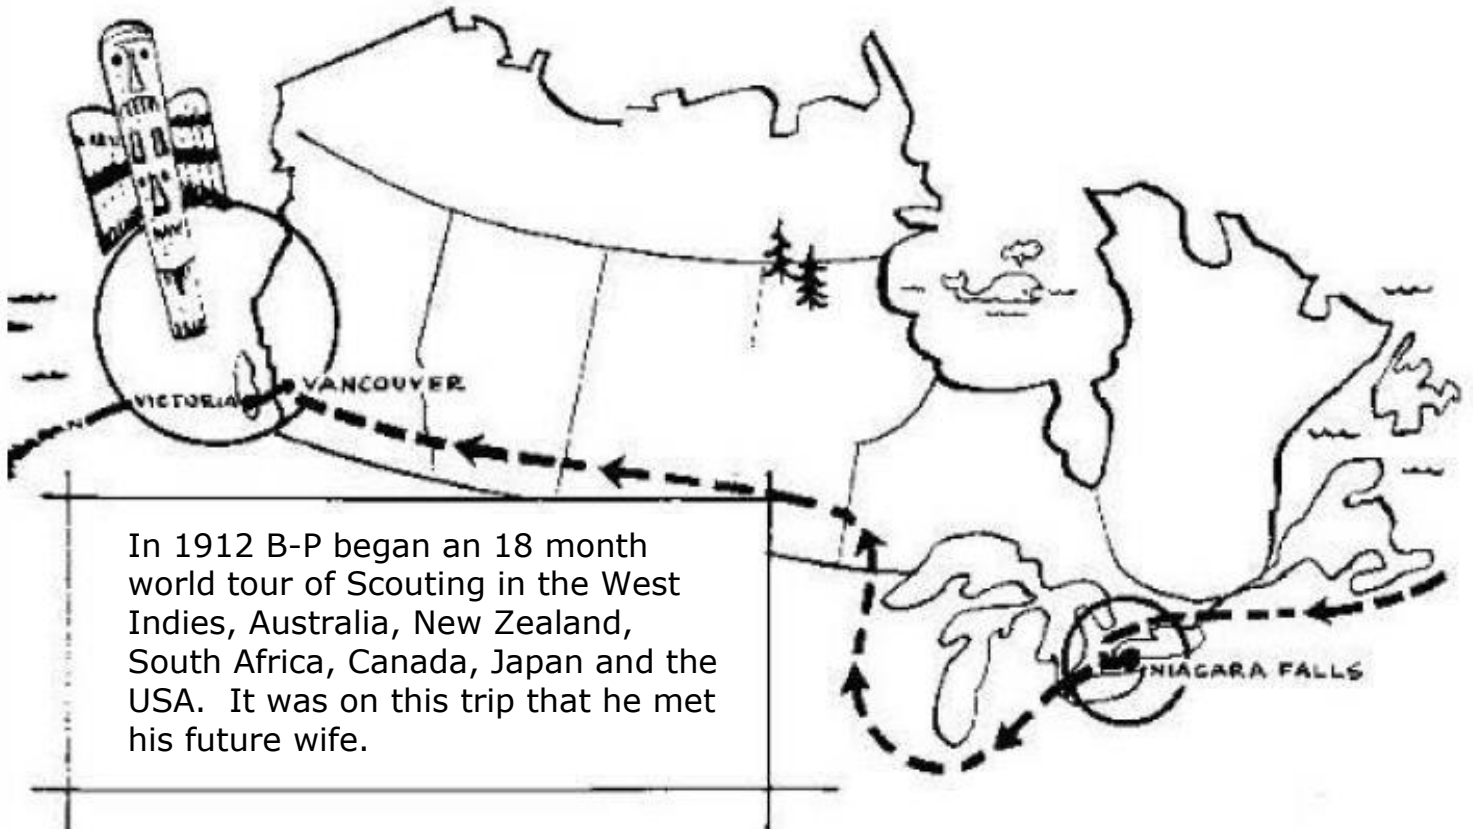 VANCOUVER
VICTORIA
In 1912 B-P began an 18 month
world tour of Scouting in the West
Indies, Australia, New Zealand,
South Africa, Canada, Japan and the
USA.  It was on this trip that he met
his future wife.
NIAGARA FALLS